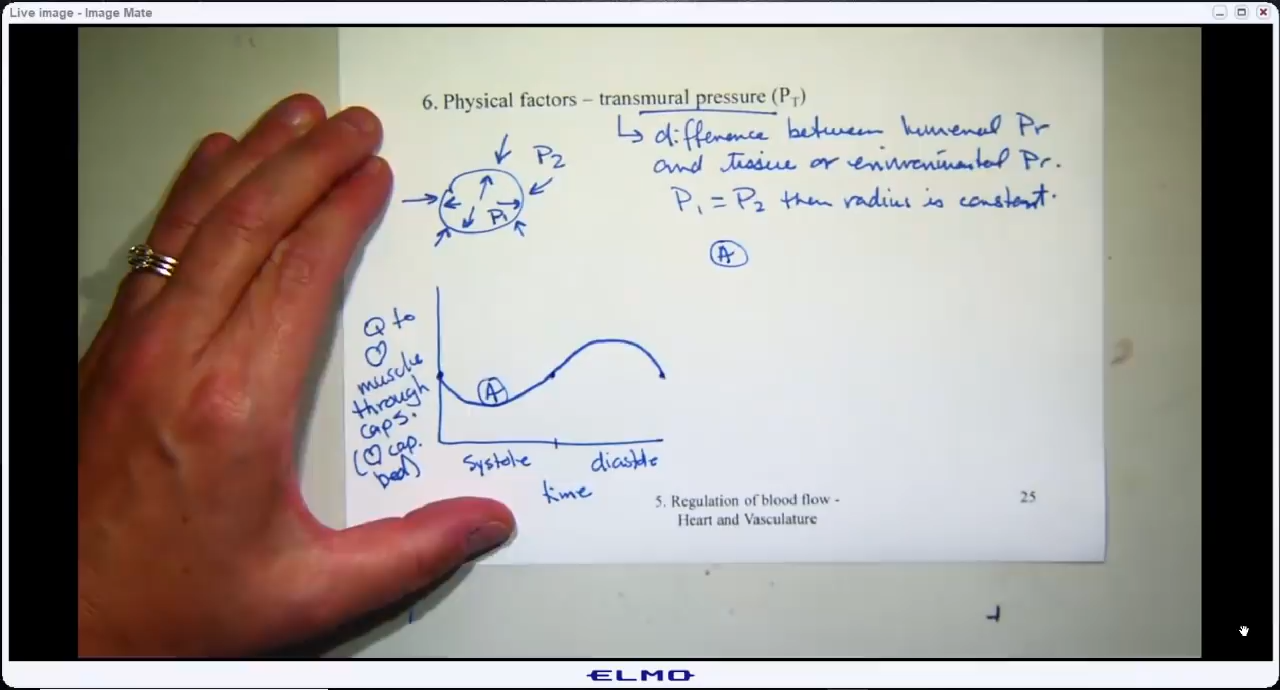 Live image - Image Mate
6. Physical factors – transmural pressure (PT)
↳ difference between lumenal Pr
and tissue or environmental Pr.
P1 = P2 then radius is constant.
P2
P1
A
Q to
♡
muscle
through
caps.
(♡ cap.
bed)
A
systole diastole
time
5. Regulation of blood flow -
Heart and Vasculature
25
ELMO